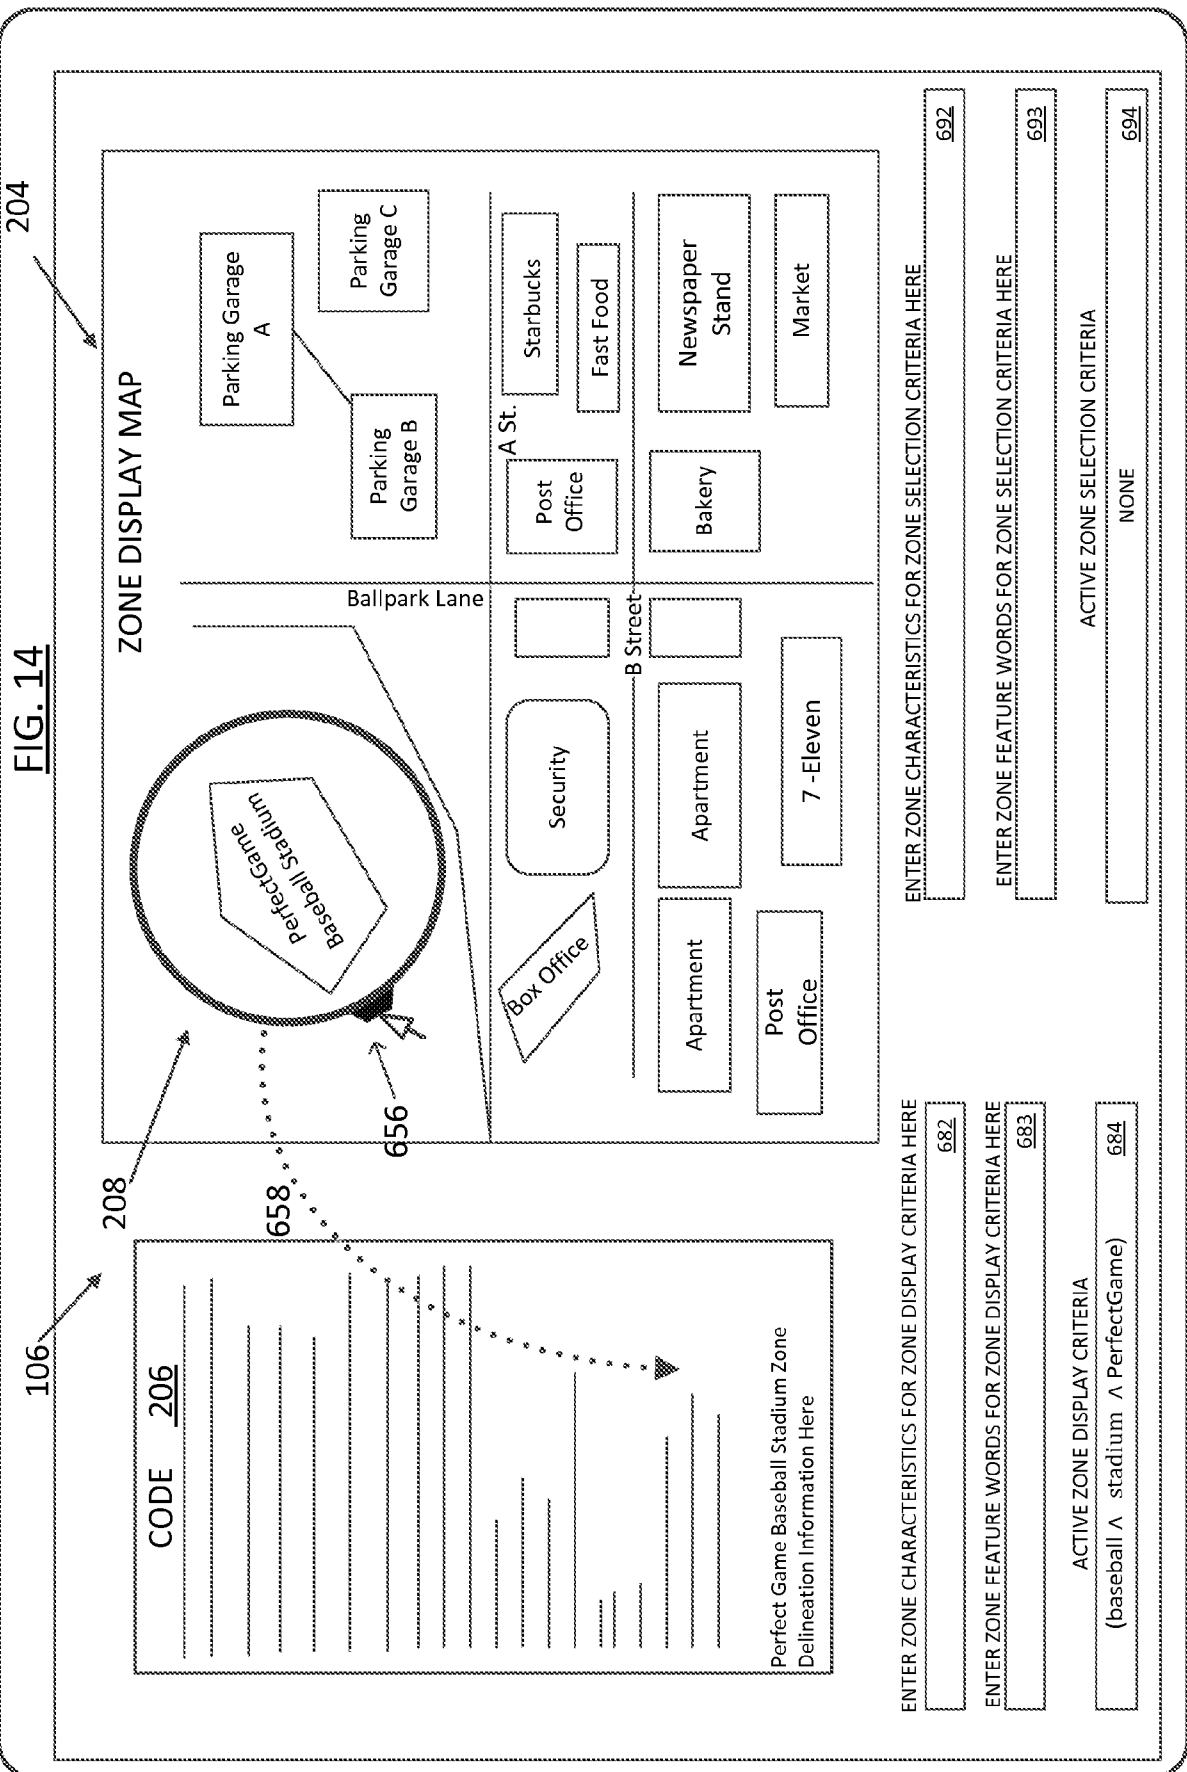 FIG. 14
106
208
204
CODE 206
Perfect Game Baseball Stadium Zone
Delineation Information Here
658
656
ZONE DISPLAY MAP
PerfectGame
Baseball Stadium
Ballpark Lane
Parking Garage
A
Parking
Garage B
Parking
Garage C
A St.
Box Office
Security
Post
Office
Starbucks
Fast Food
B Street
Apartment
Apartment
Bakery
Newspaper
Stand
Post
Office
7 -Eleven
Market
ENTER ZONE CHARACTERISTICS FOR ZONE DISPLAY CRITERIA HERE
682
ENTER ZONE FEATURE WORDS FOR ZONE DISPLAY CRITERIA HERE
683
ACTIVE ZONE DISPLAY CRITERIA
(baseball ∧ stadium ∧ PerfectGame) 684
ENTER ZONE CHARACTERISTICS FOR ZONE SELECTION CRITERIA HERE
692
ENTER ZONE FEATURE WORDS FOR ZONE SELECTION CRITERIA HERE
693
ACTIVE ZONE SELECTION CRITERIA
NONE 694